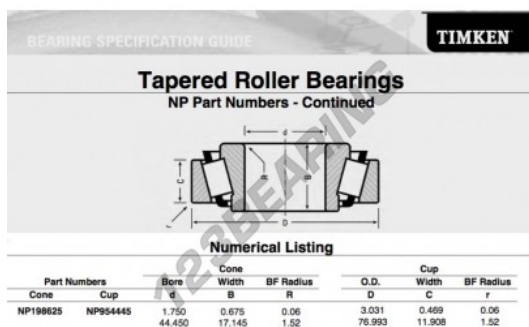 BEARING SPECIFICATION GUIDE
TIMKEN
Tapered Roller Bearings
NP Part Numbers - Continued
d
R
B
C
r
D
123BEARING
Numerical Listing
Cone Cup
Part Numbers Bore Width BF Radius O.D. Width BF Radius
Cone Cup d B R D C r
NP198625 NP954445 1.750 0.675 0.06 3.031 0.469 0.06
44.450 17.145 1.52 76.993 11.908 1.52